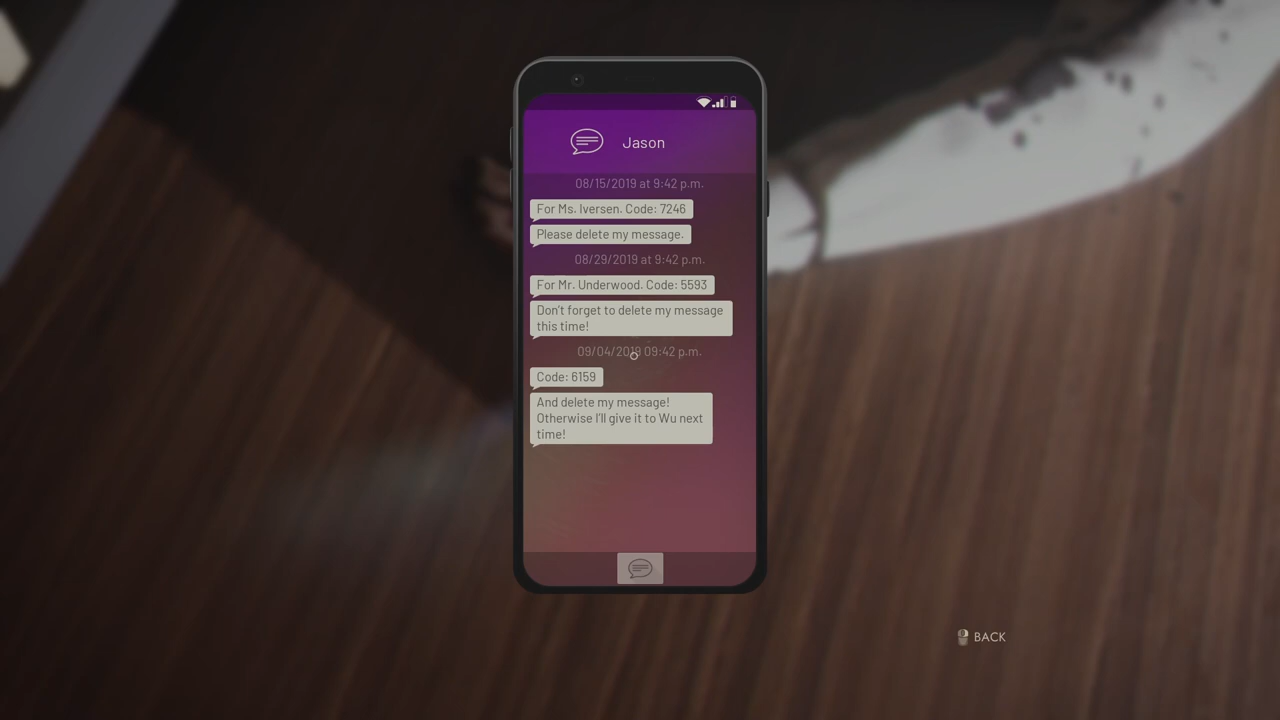 Jason
08/15/2019 at 9:42 p.m.
For Ms. Iversen. Code: 7246
Please delete my message.
08/29/2019 at 9:42 p.m.
For Mr. Underwood. Code: 5593
Don't forget to delete my message
this time!
09/04/2019 09:42 p.m.
Code: 6159
And delete my message!
Otherwise I'll give it to Wu next
time!
BACK